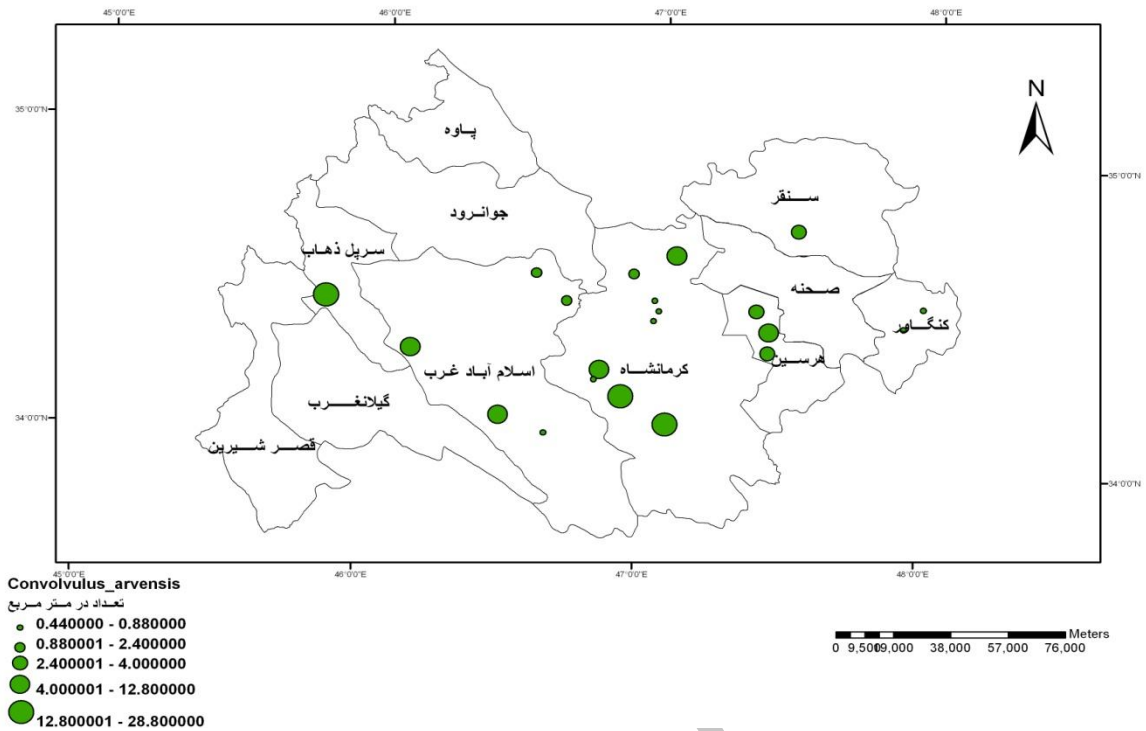 45°0'0"E
46°0'0"E
47°0'0"E
48°0'0"E
N
35°0'0"N
35°0'0"N
پاوه
سنقر
جوانرود
سرپل ذهاب
صحنه
کنگاور
هرسین
کرمانشاه
اسلام آباد غرب
گیلانغرب
34°0'0"N
قصر شیرین
34°0'0"N
45°0'0"E
46°0'0"E
47°0'0"E
48°0'0"E
Convolvulus_arvensis
تعداد در متر مربع
0.440000 - 0.880000
0.880001 - 2.400000
2.400001 - 4.000000
4.000001 - 12.800000
12.800001 - 28.800000
Meters
0 9,500 19,000 38,000 57,000 76,000